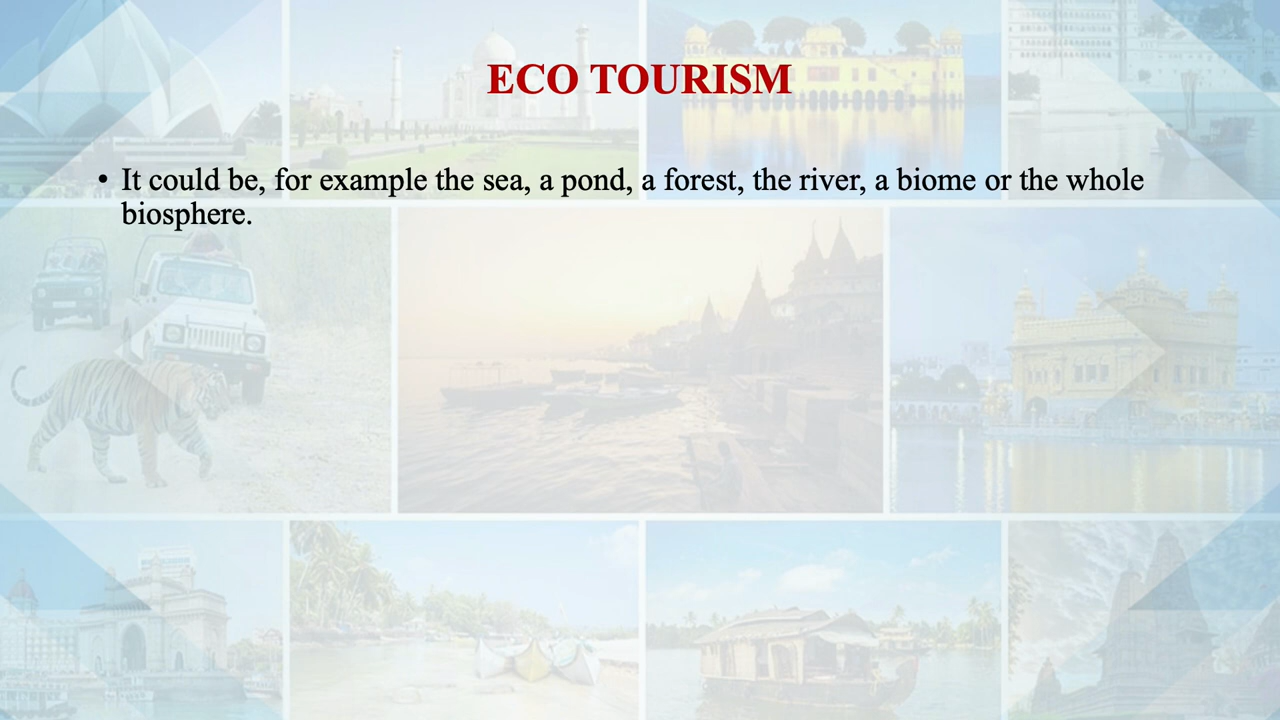 ECO TOURISM
• It could be, for example the sea, a pond, a forest, the river, a biome or the whole
biosphere.